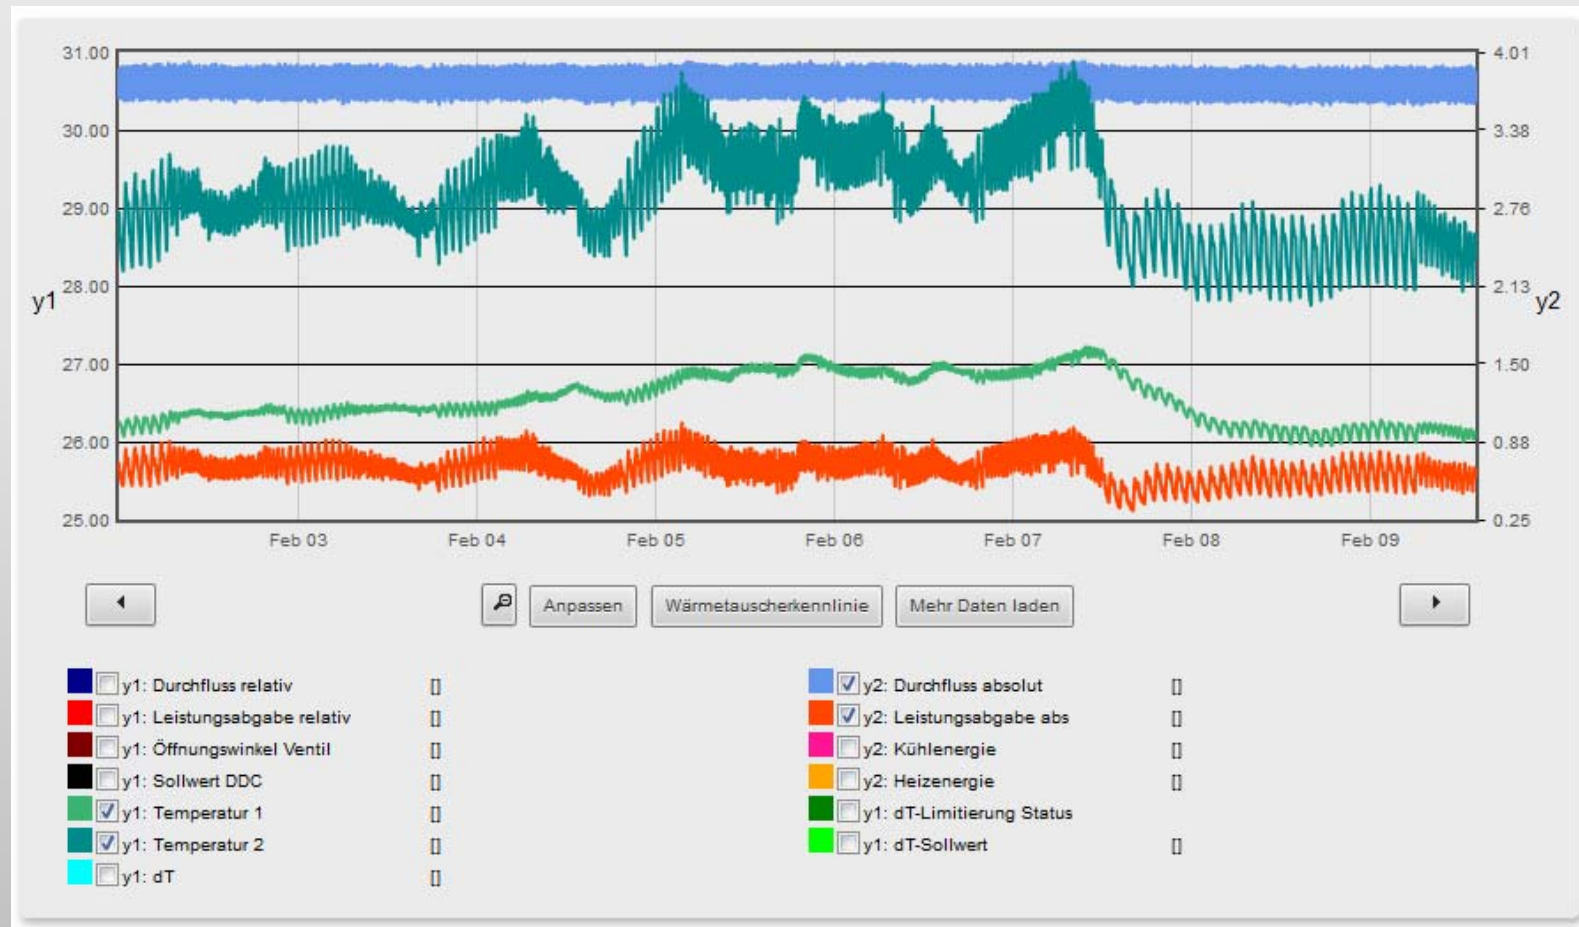 31.00 4.01
30.00 3.38
29.00 2.76
y1 28.00 2.13 y2
27.00 1.50
26.00 0.88
25.00 0.25
Feb 03 Feb 04 Feb 05 Feb 06 Feb 07 Feb 08 Feb 09
Anpassen Wärmetauscherkennlinie Mehr Daten laden
y1: Durchfluss relativ [] y2: Durchfluss absolut []
y1: Leistungsabgabe relativ [] y2: Leistungsabgabe abs []
y1: Öffnungswinkel Ventil [] y2: Kühlenergie []
y1: Sollwert DDC [] y2: Heizenergie []
y1: Temperatur 1 [] y1: dT-Limitierung Status
y1: Temperatur 2 [] y1: dT-Sollwert []
y1: dT []